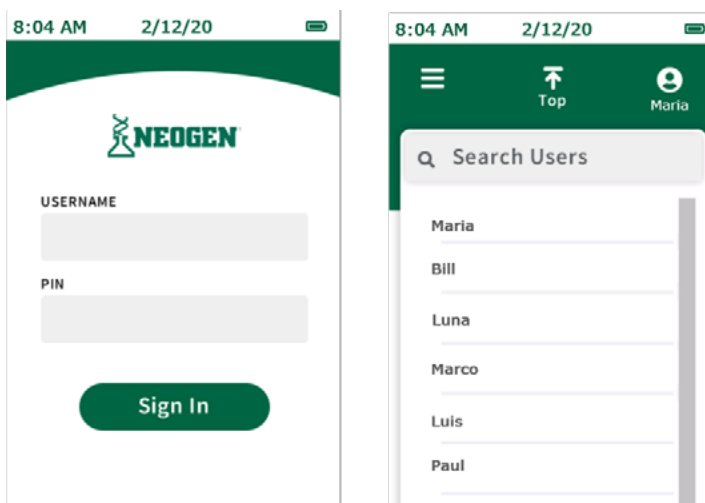 8:04 AM 2/12/20
NEOGEN
USERNAME
PIN
Sign In
8:04 AM 2/12/20
Top
Maria
Search Users
Maria
Bill
Luna
Marco
Luis
Paul